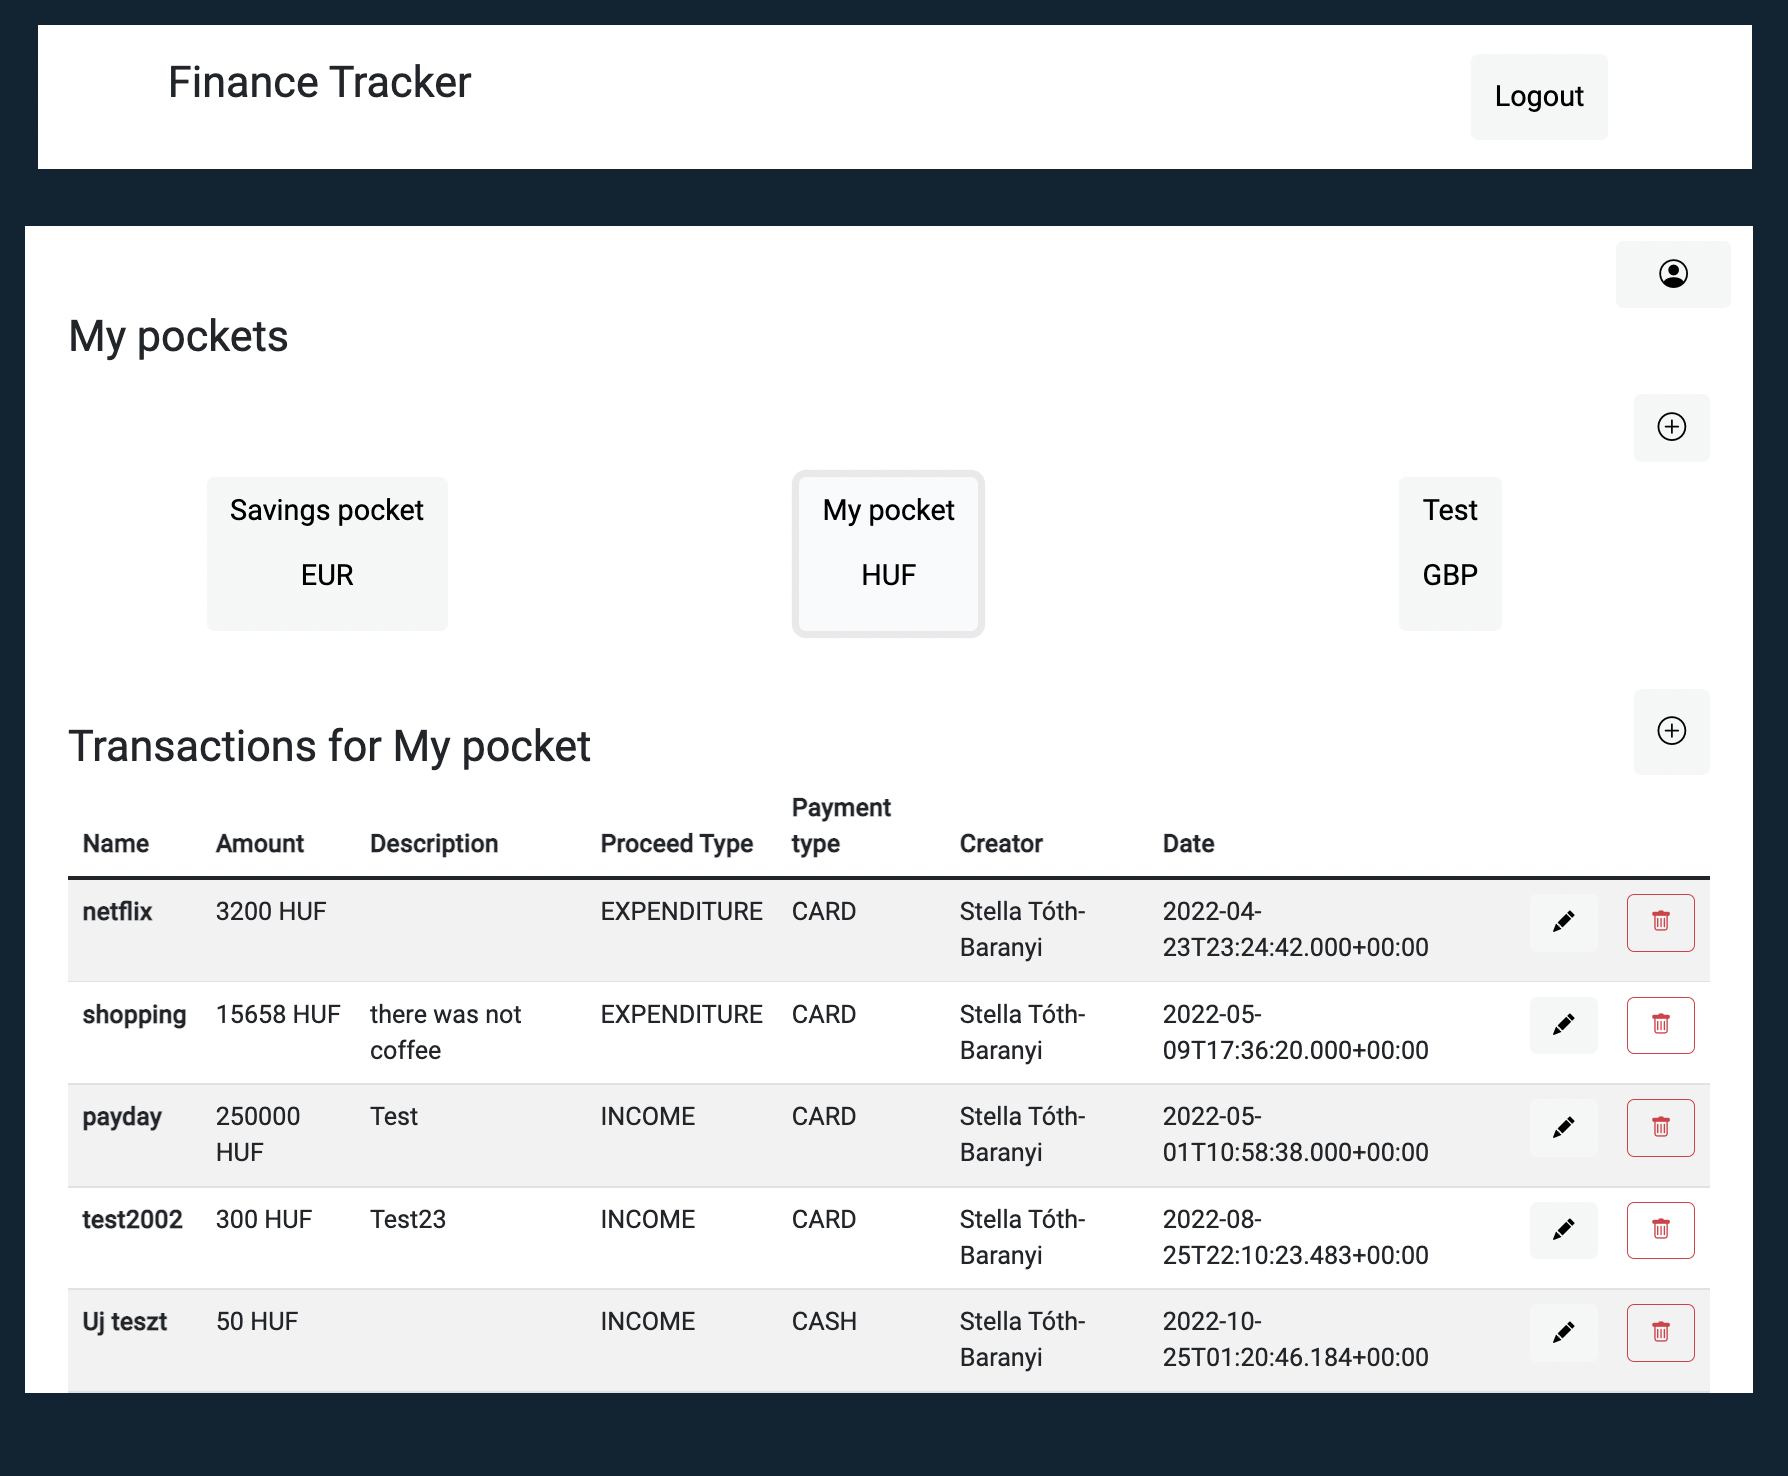 Finance Tracker
Logout
My pockets
Savings pocket
EUR
My pocket
HUF
Test
GBP
Transactions for My pocket
Name Amount Description Proceed Type Payment type Creator Date
netflix 3200 HUF EXPENDITURE CARD Stella Tóth-Baranyi 2022-04-23T23:24:42.000+00:00
shopping 15658 HUF there was not coffee EXPENDITURE CARD Stella Tóth-Baranyi 2022-05-09T17:36:20.000+00:00
payday 250000 HUF Test INCOME CARD Stella Tóth-Baranyi 2022-05-01T10:58:38.000+00:00
test2002 300 HUF Test23 INCOME CARD Stella Tóth-Baranyi 2022-08-25T22:10:23.483+00:00
Uj teszt 50 HUF INCOME CASH Stella Tóth-Baranyi 2022-10-25T01:20:46.184+00:00